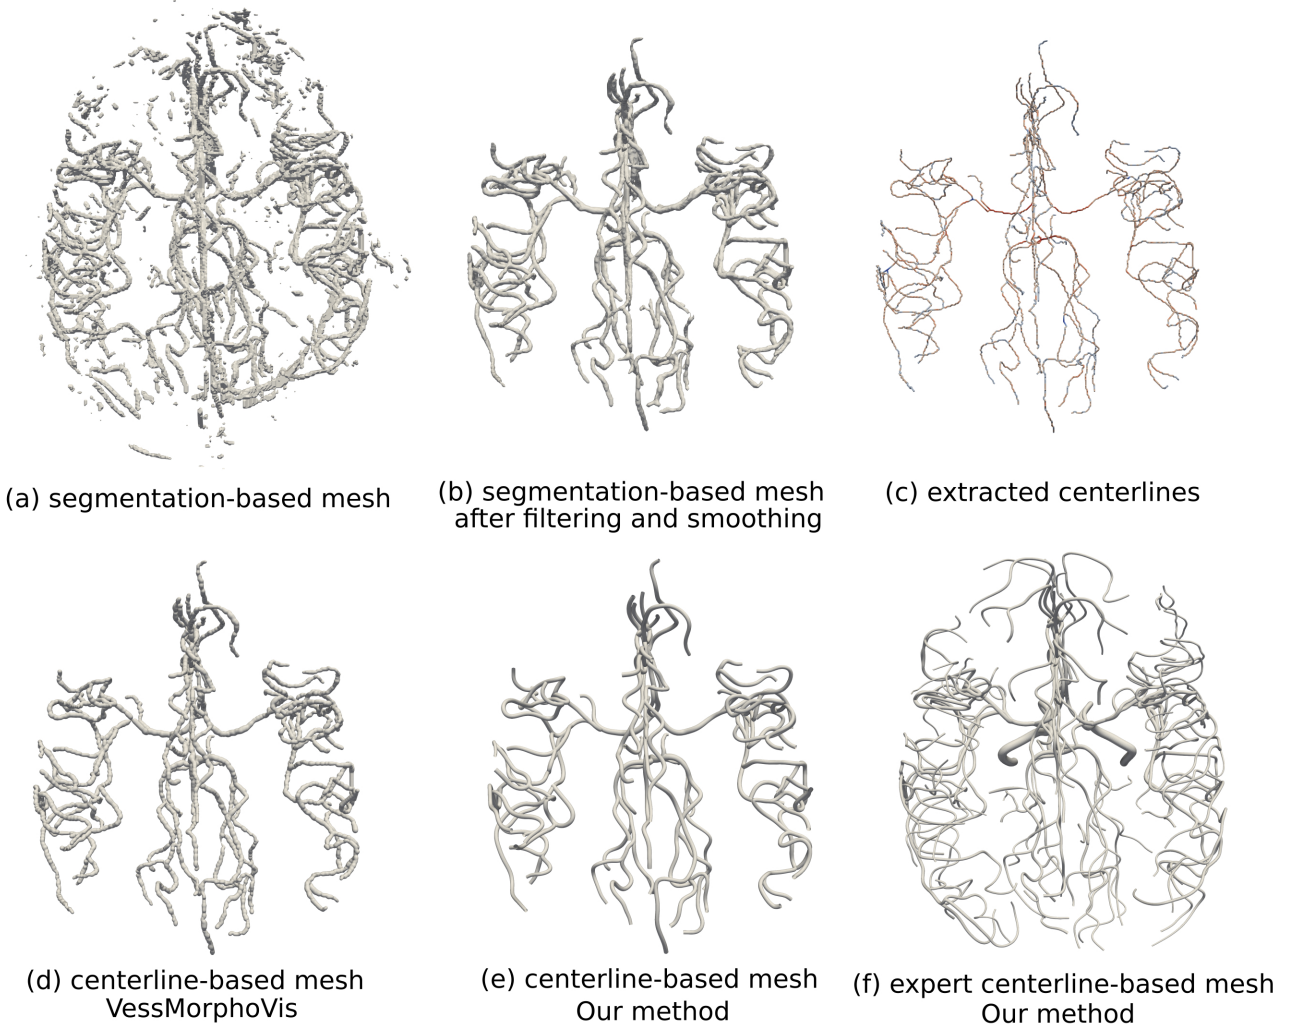 (a) segmentation-based mesh
(b) segmentation-based mesh
after filtering and smoothing
(c) extracted centerlines
(d) centerline-based mesh
VessMorphoVis
(e) centerline-based mesh
Our method
(f) expert centerline-based mesh
Our method